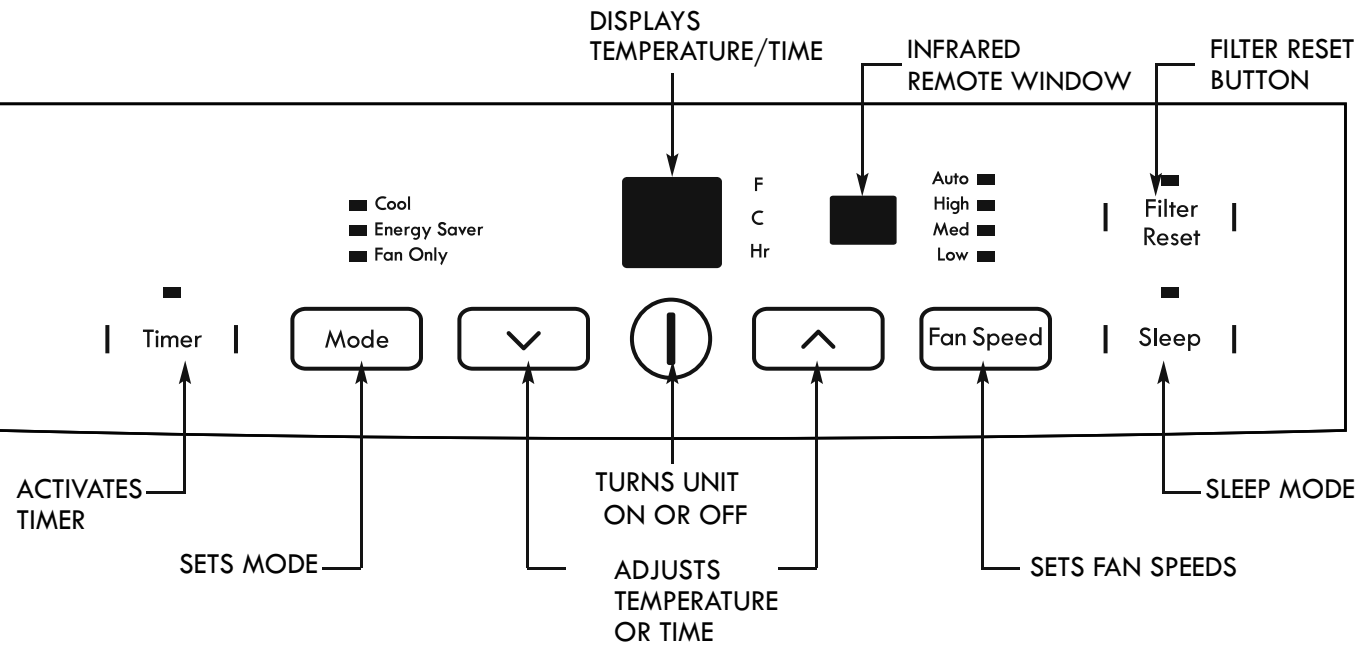 DISPLAYS
TEMPERATURE/TIME
INFRARED
REMOTE WINDOW
FILTER RESET
BUTTON
Cool
Energy Saver
Fan Only
F
C
Hr
Auto
High
Med
Low
Filter
Reset
Timer
Mode
Fan Speed
Sleep
ACTIVATES
TIMER
SETS MODE
TURNS UNIT
ON OR OFF
ADJUSTS
TEMPERATURE
OR TIME
SETS FAN SPEEDS
SLEEP MODE